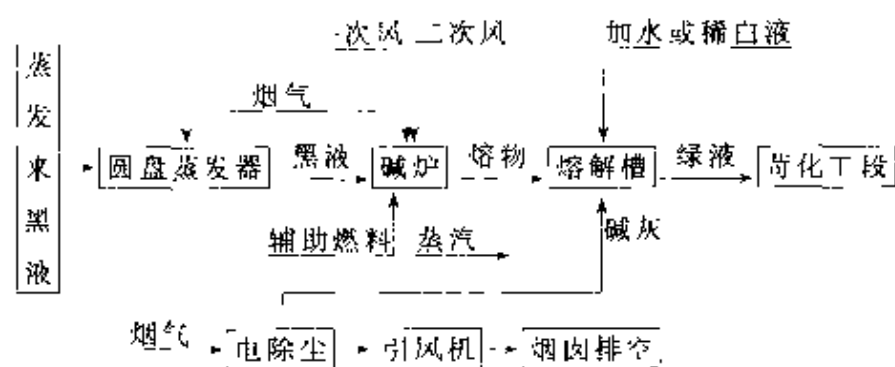 一次风 二次风 加水或稀白液
烟气
蒸发来黑液 圆盘蒸发器 黑液 碱炉 熔物 熔解槽 绿液 苛化工段
辅助燃料 蒸汽 碱灰
烟气 电除尘 引风机 烟囱排空